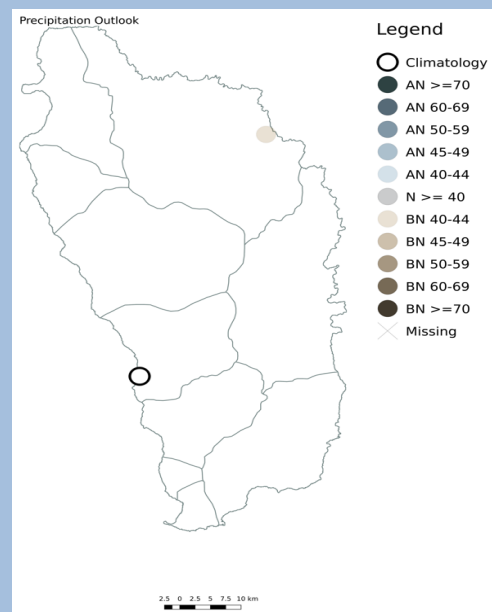 Precipitation Outlook
Legend
Climatology
AN >=70
AN 60-69
AN 50-59
AN 45-49
AN 40-44
N >= 40
BN 40-44
BN 45-49
BN 50-59
BN 60-69
BN >=70
Missing
2.5 0 2.5 5 7.5 10 km